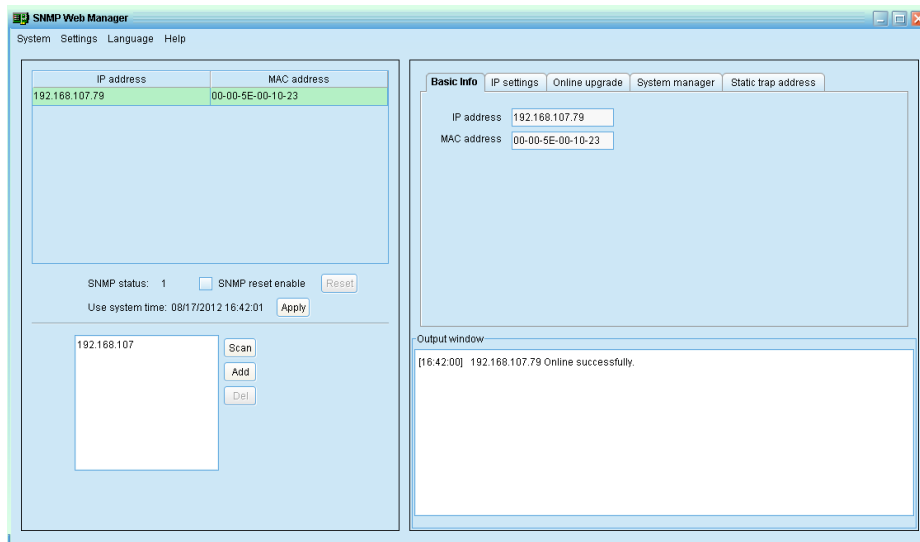 SNMP Web Manager
System Settings Language Help
IP address MAC address
192.168.107.79 00-00-5E-00-10-23
SNMP status: 1 SNMP reset enable Reset
Use system time: 08/17/2012 16:42:01 Apply
192.168.107
Scan
Add
Del
Basic Info IP settings Online upgrade System manager Static trap address
IP address 192.168.107.79
MAC address 00-00-5E-00-10-23
Output window
[16:42:00] 192.168.107.79 Online successfully.